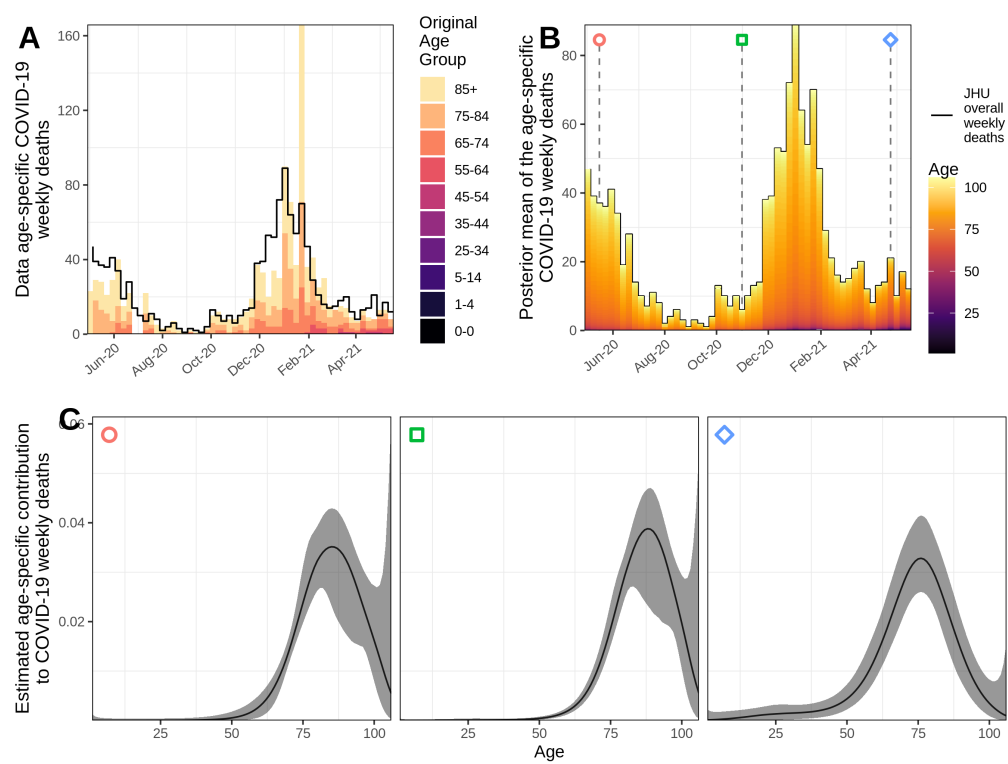 A
Data age-specific COVID-19
weekly deaths
160
120
80
40
0
Jun-20
Aug-20
Oct-20
Dec-20
Feb-21
Apr-21
Original
Age
Group
85+
75-84
65-74
55-64
45-54
35-44
25-34
5-14
1-4
0-0
B
Posterior mean of the age-specific
COVID-19 weekly deaths
80
60
40
20
0
Jun-20
Aug-20
Oct-20
Dec-20
Feb-21
Apr-21
JHU
overall
weekly
deaths
Age
100
75
50
25
C
Estimated age-specific contribution
to COVID-19 weekly deaths
0.06
0.04
0.02
25
50
75
100
25
50
75
100
25
50
75
100
Age